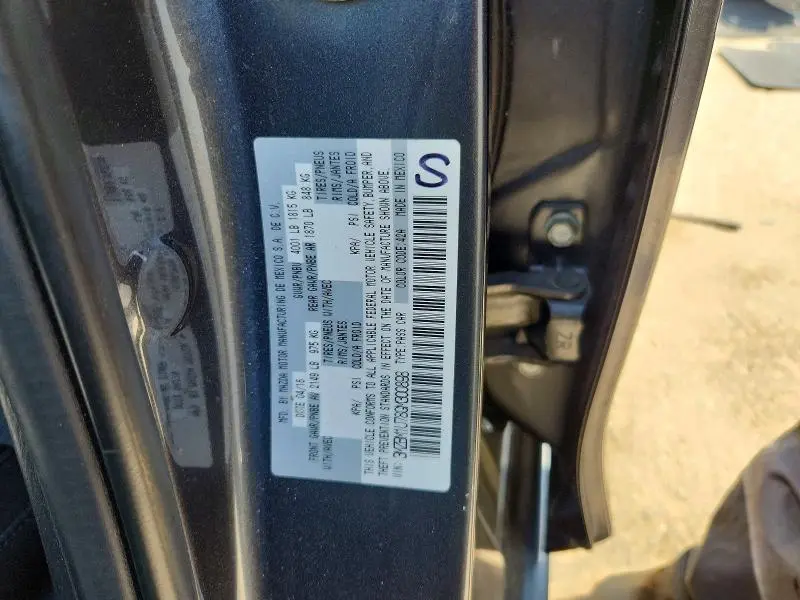 MFD. BY MAZDA MOTOR MANUFACTURING DE MEXICO S.A. DE C.V.
DATE 04/16 GVWR/PNBV 4001 LB 1815 KG
FRONT GAWR/PNBE AV 2149 LB 975 KG REAR GAWR/PNBE AR 1870 LB 848 KG
WITH/AVEC TIRES/PNEUS WITH/AVEC TIRES/PNEUS
RIMS/JANTES RIMS/JANTES
KPA/ PSI COLD/A FROID KPA/ PSI COLD/A FROID
THIS VEHICLE CONFORMS TO ALL APPLICABLE FEDERAL MOTOR VEHICLE SAFETY, BUMPER, AND
THEFT PREVENTION STANDARDS IN EFFECT ON THE DATE OF MANUFACTURE SHOWN ABOVE
VIN: TYPE:PASS CAR COLOR CODE:42A MADE IN MEXICO
S